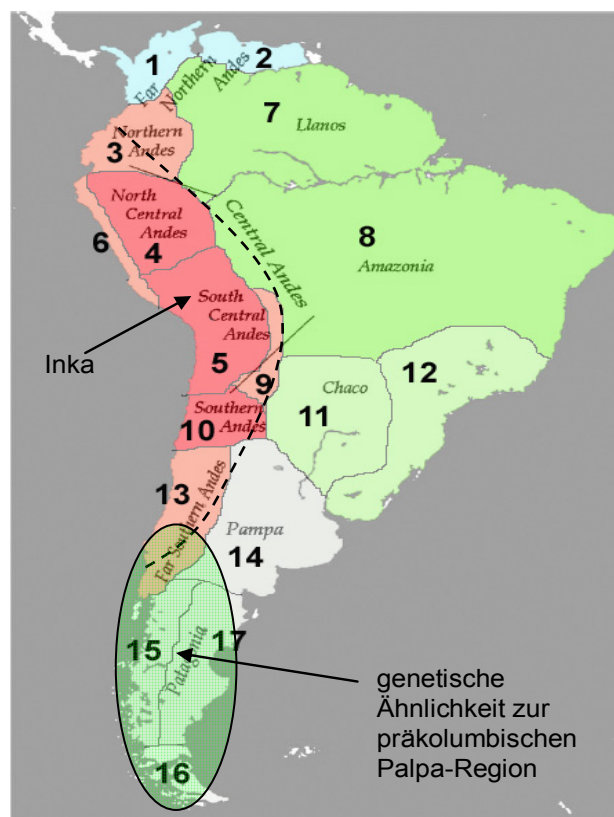 1
Far
Northern
Andes
2
7
Llanos
Northern
Andes
3
6
North
Central
Andes
4
Central Andes
8
Amazonia
Inka
South
Central
Andes
5
9
Chaco
12
11
Southern
Andes
10
13
Far Southern Andes
Pampa
14
15
17
Patagonia
16
genetische
Ähnlichkeit zur
präkolumbischen
Palpa-Region